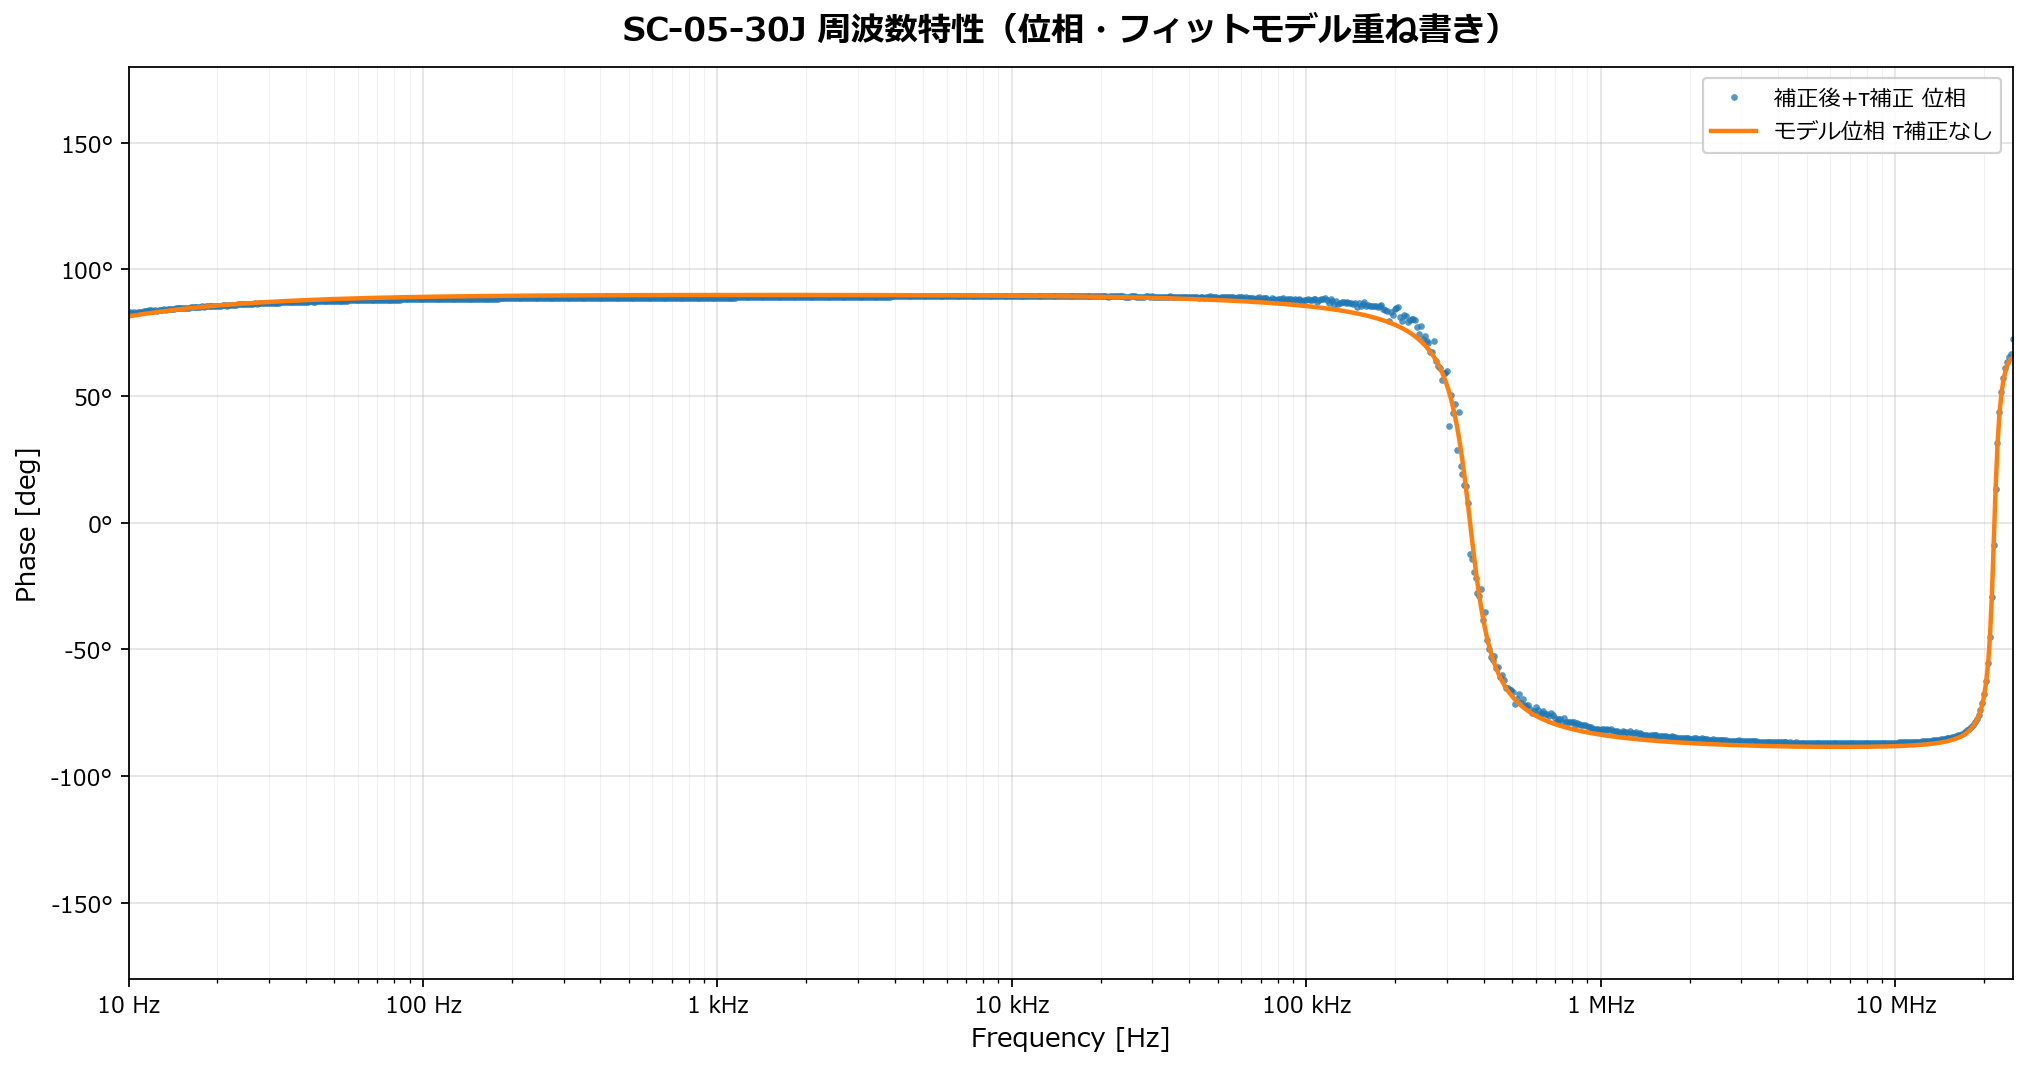 SC-05-30J 周波数特性（位相・フィットモデル重ね書き）
補正後+τ補正 位相
モデル位相 τ補正なし
150°
100°
50°
0°
-50°
-100°
-150°
Phase [deg]
10 Hz
100 Hz
1 kHz
10 kHz
100 kHz
1 MHz
10 MHz
Frequency [Hz]